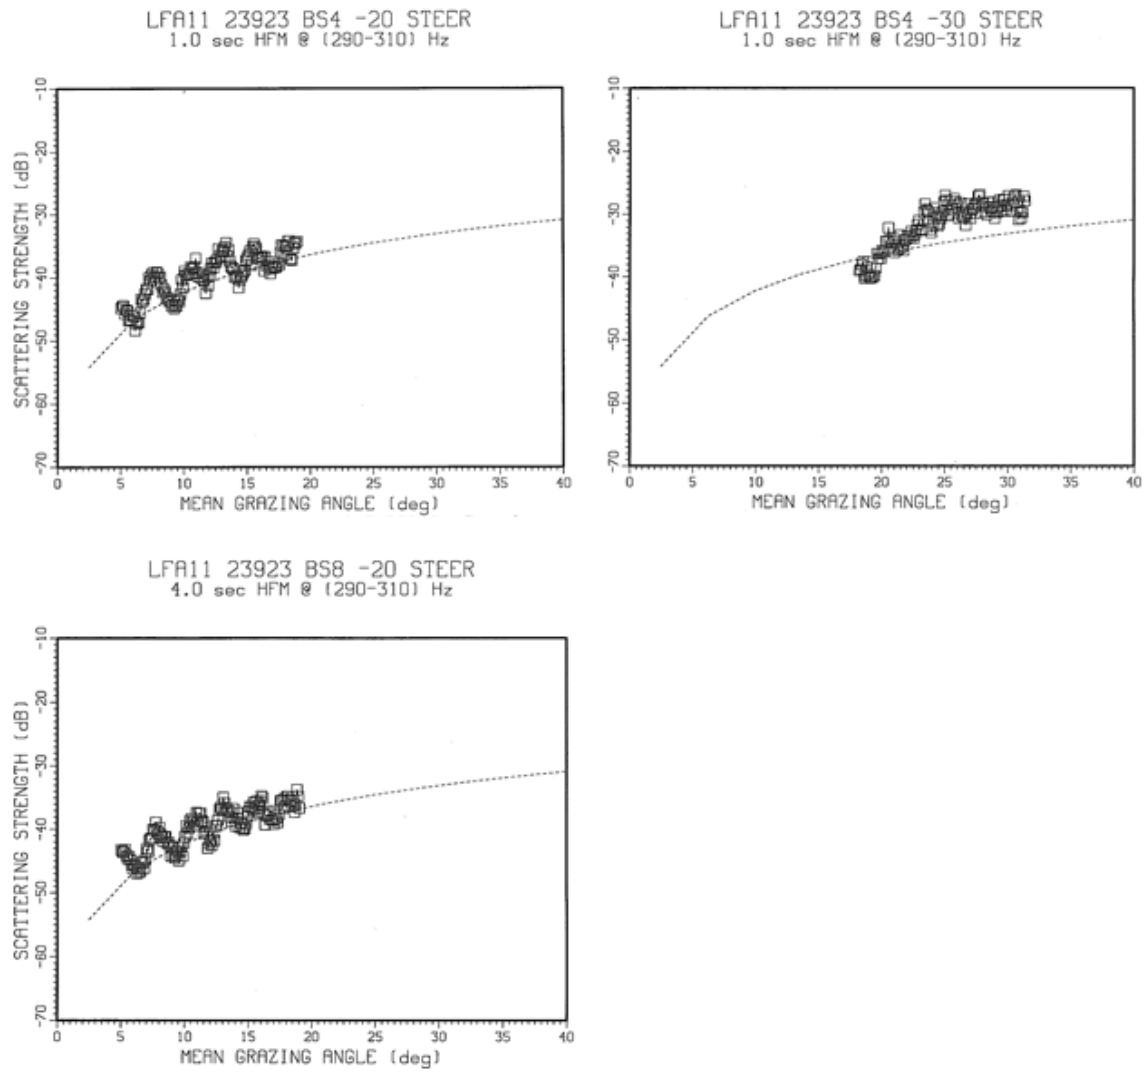 LFA11 23923 BS4 -20 STEER
1.0 sec HFM @ (290-310) Hz
SCATTERING STRENGTH (dB)
-10
-20
-30
-40
-50
-60
-70
0 5 10 15 20 25 30 35 40
MEAN GRAZING ANGLE (deg)
LFA11 23923 BS4 -30 STEER
1.0 sec HFM @ (290-310) Hz
-10
-20
-30
-40
-50
-60
-70
0 5 10 15 20 25 30 35 40
MEAN GRAZING ANGLE (deg)
LFA11 23923 BS8 -20 STEER
4.0 sec HFM @ (290-310) Hz
SCATTERING STRENGTH (dB)
-10
-20
-30
-40
-50
-60
-70
0 5 10 15 20 25 30 35 40
MEAN GRAZING ANGLE (deg)